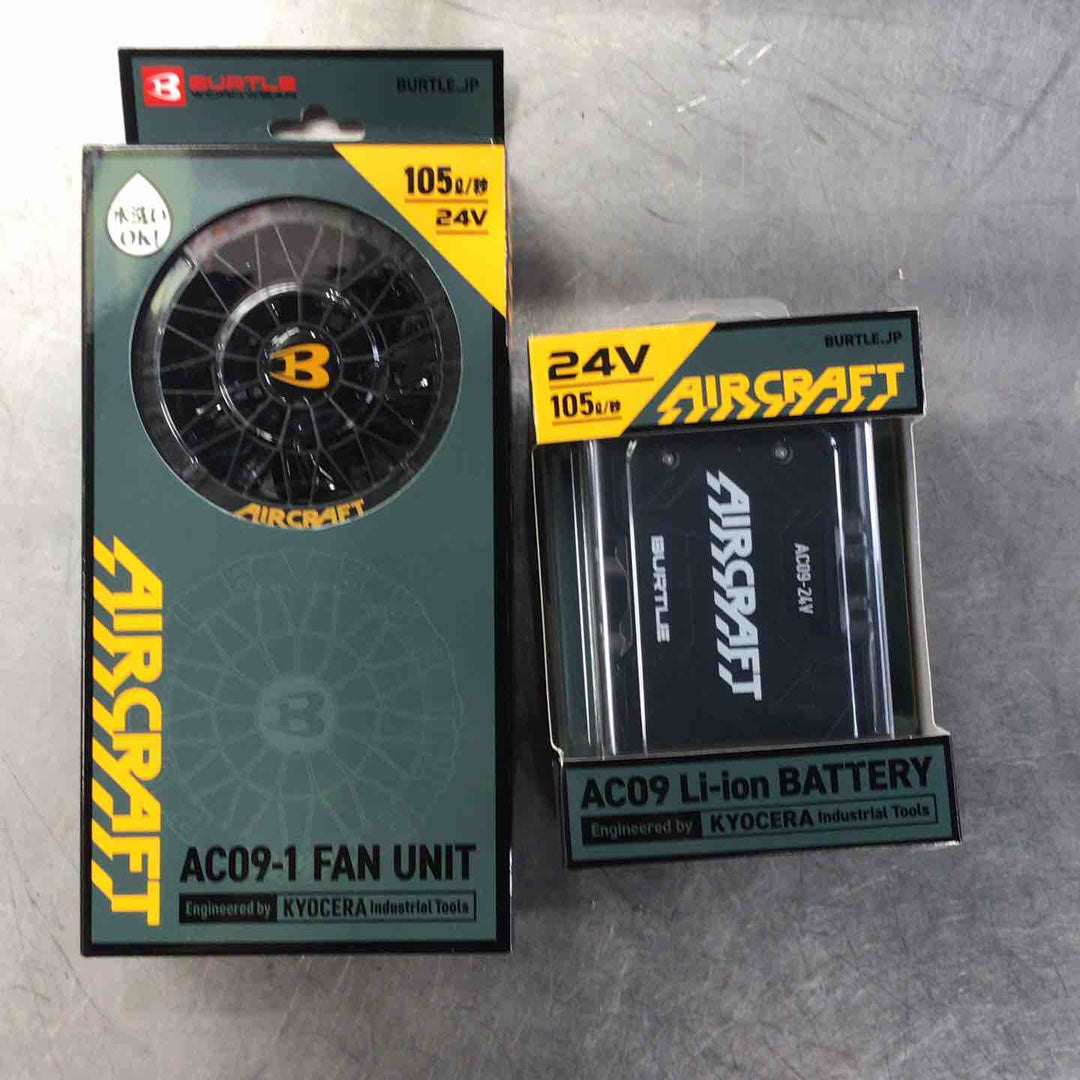 BURTLE
WORKWEAR
BURTLE.JP
105ℓ/秒
24V
水洗い
OK!
B
AIRCRAFT
AIRCRAFT
B
AC09-1 FAN UNIT
Engineered by KYOCERA Industrial Tools
BURTLE.JP
24V
105ℓ/秒
AIRCRAFT
AC09-24V
AIRCRAFT
BURTLE
AC09 Li-ion BATTERY
Engineered by KYOCERA Industrial Tools